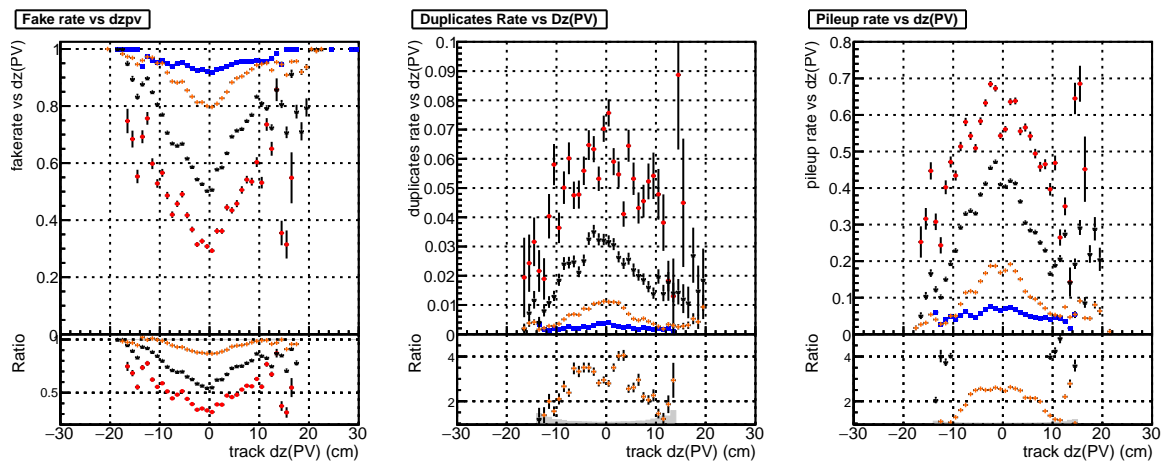 Fake rate vs dzpv
fakerate vs dz(PV)
1
0.8
0.6
0.4
0.2
0
Ratio
0.5
−30 −20 −10 0 10 20 30
track dz(PV) (cm)
Duplicates Rate vs Dz(PV)
duplicates rate vs dz(PV)
0.1
0.09
0.08
0.07
0.06
0.05
0.04
0.03
0.02
0.01
0
Ratio
4
2
−30 −20 −10 0 10 20 30
track dz(PV) (cm)
Pileup rate vs dz(PV)
pileup rate vs dz(PV)
0.8
0.7
0.6
0.5
0.4
0.3
0.2
0.1
0
Ratio
4
2
−30 −20 −10 0 10 20 30
track dz(PV) (cm)